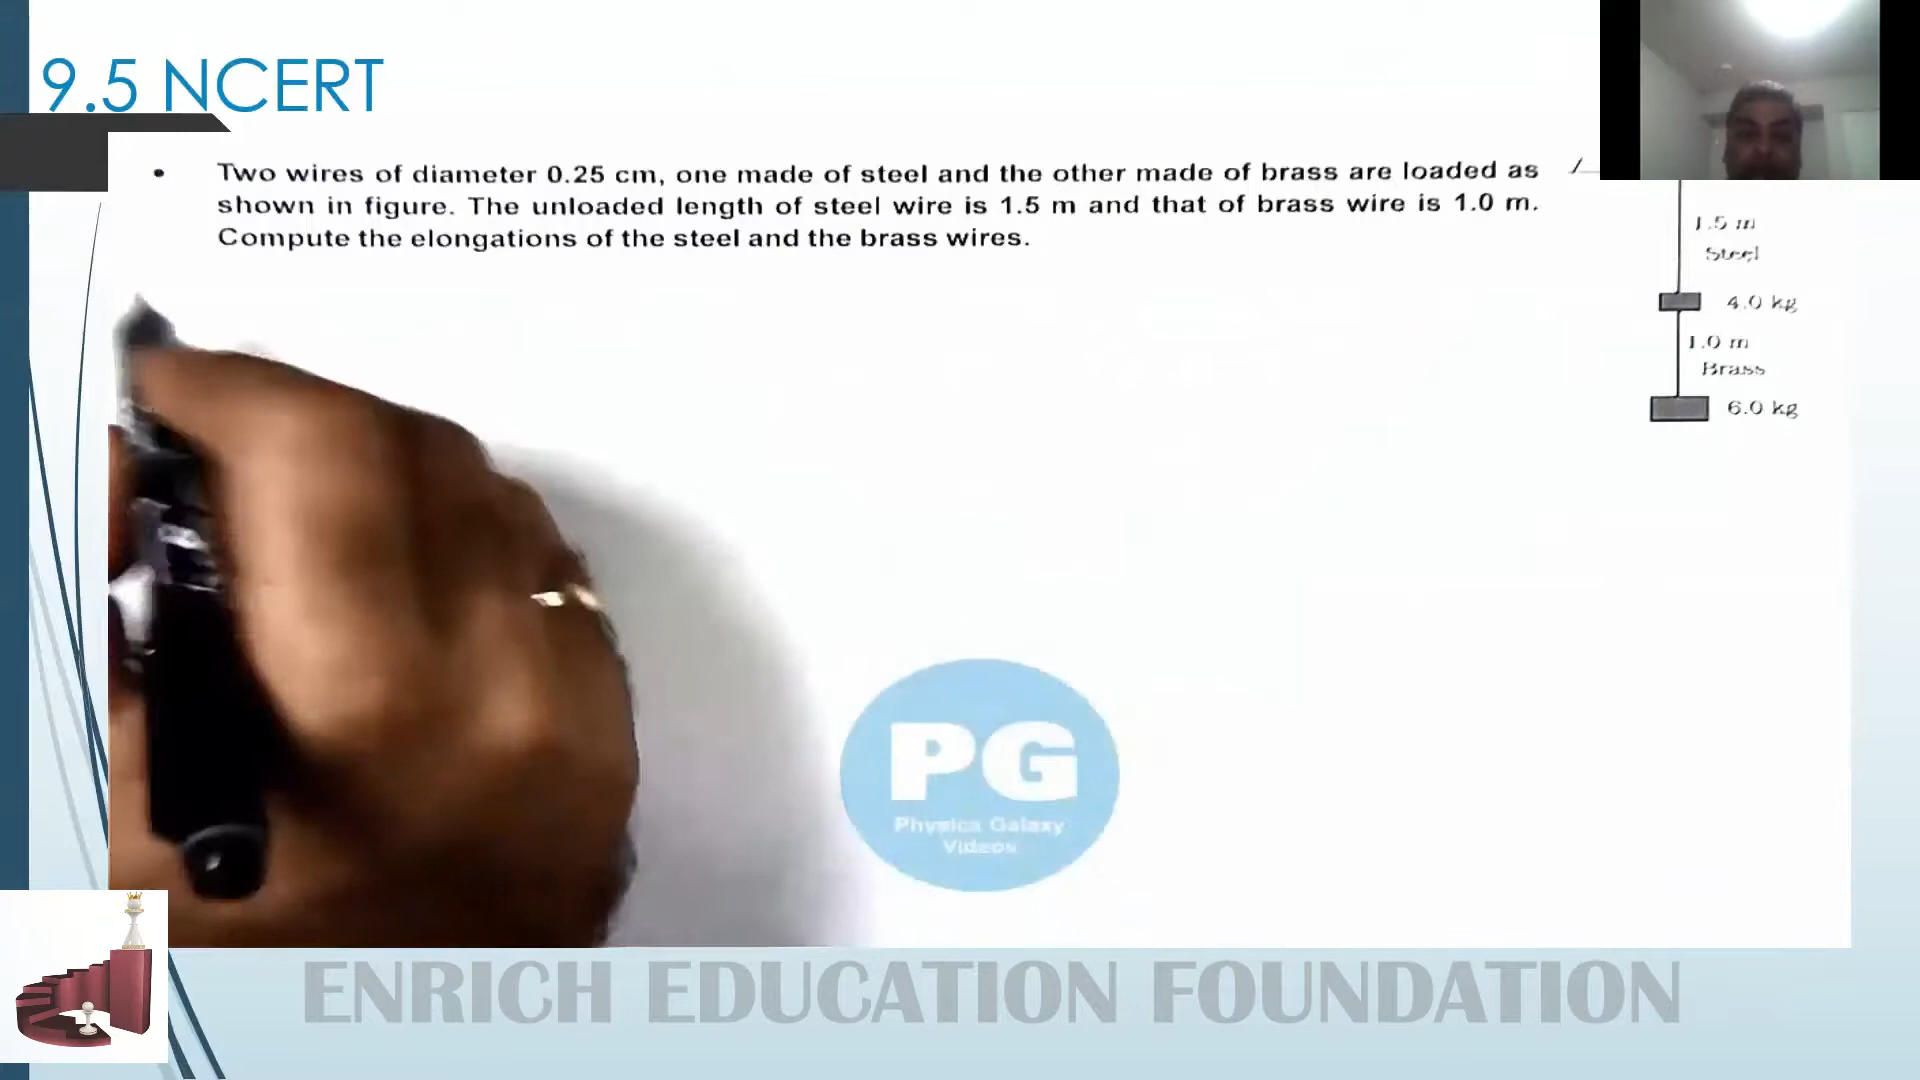 9.5 NCERT
• Two wires of diameter 0.25 cm, one made of steel and the other made of brass are loaded as
shown in figure. The unloaded length of steel wire is 1.5 m and that of brass wire is 1.0 m.
Compute the elongations of the steel and the brass wires.
1.5 m
Steel
4.0 kg
1.0 m
Brass
6.0 kg
PG
Physics Galaxy
Videos
ENRICH EDUCATION FOUNDATION